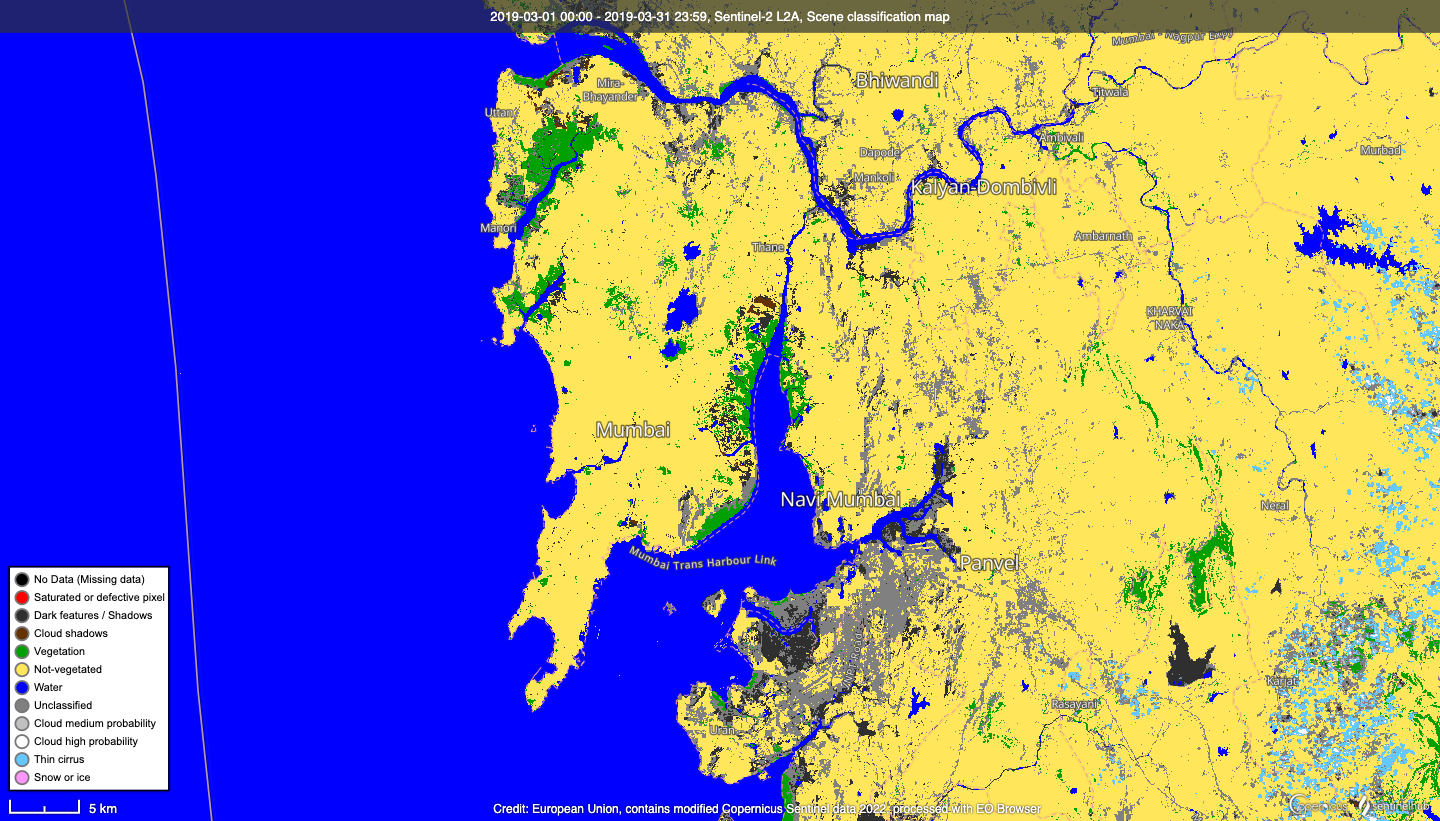 2019-03-01 00:00 - 2019-03-31 23:59, Sentinel-2 L2A, Scene classification map
Mumbai - Nagpur Expy
Bhiwandi
Mira-
Bhayander
Titwala
Uttan
Ambivali
Dapode
Murbad
Mankoli
Kalyan-Dombivli
Manori
Ambarnath
Thane
KHARVAI
NAKA
Mumbai
Navi Mumbai
Neral
Mumbai Trans Harbour Link
Panvel
Karjat
Rasayani
Uran
No Data (Missing data)
Saturated or defective pixel
Dark features / Shadows
Cloud shadows
Vegetation
Not-vegetated
Water
Unclassified
Cloud medium probability
Cloud high probability
Thin cirrus
Snow or ice
5 km
Credit: European Union, contains modified Copernicus Sentinel data 2022, processed with EO Browser
opernicus
sentinelhub